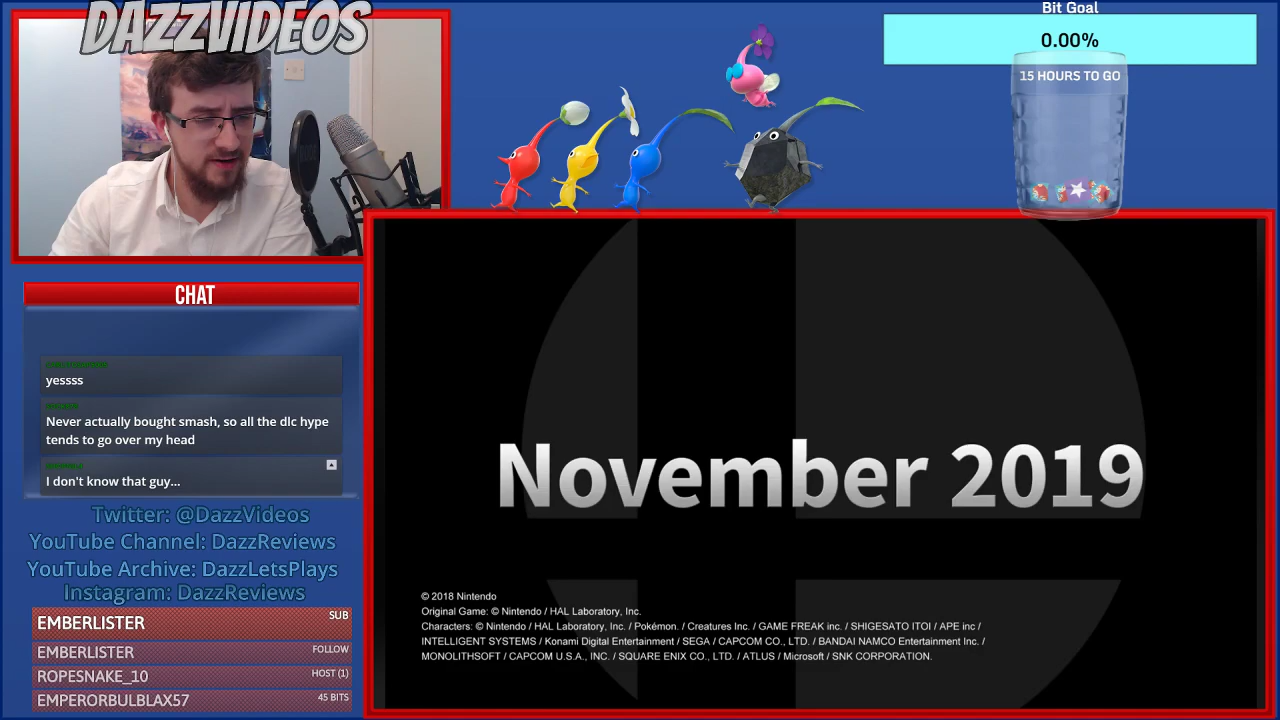 DAZZVIDEOS
Bit Goal
0.00%
15 HOURS TO GO
CHAT
yessss
Never actually bought smash, so all the dlc hype
tends to go over my head
I don't know that guy...
Twitter: @DazzVideos
YouTube Channel: DazzReviews
YouTube Archive: DazzLetsPlays
Instagram: DazzReviews
EMBERLISTER SUB
EMBERLISTER FOLLOW
ROPESNAKE_10 HOST (1)
EMPERORBULBLAX57 45 BITS
November 2019
© 2018 Nintendo
Original Game: © Nintendo / HAL Laboratory, Inc.
Characters: © Nintendo / HAL Laboratory, Inc. / Pokémon. / Creatures Inc. / GAME FREAK inc. / SHIGESATO ITOI / APE inc /
INTELLIGENT SYSTEMS / Konami Digital Entertainment / SEGA / CAPCOM CO., LTD. / BANDAI NAMCO Entertainment Inc. /
MONOLITHSOFT / CAPCOM U.S.A., INC. / SQUARE ENIX CO., LTD. / ATLUS / Microsoft / SNK CORPORATION.